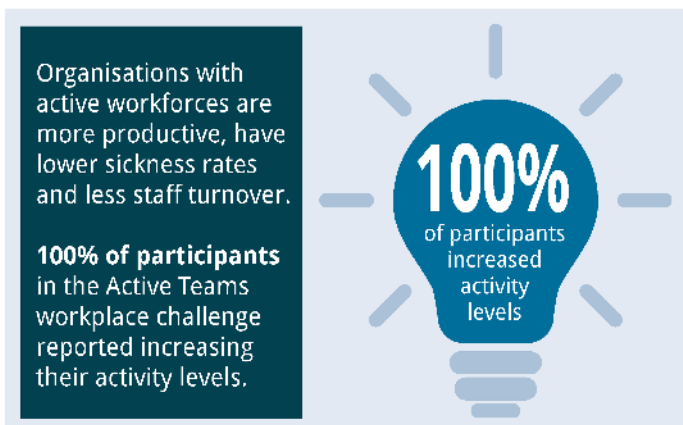 Organisations with
active workforces are
more productive, have
lower sickness rates
and less staff turnover.
100% of participants
in the Active Teams
workplace challenge
reported increasing
their activity levels.
100%
of participants
increased
activity
levels